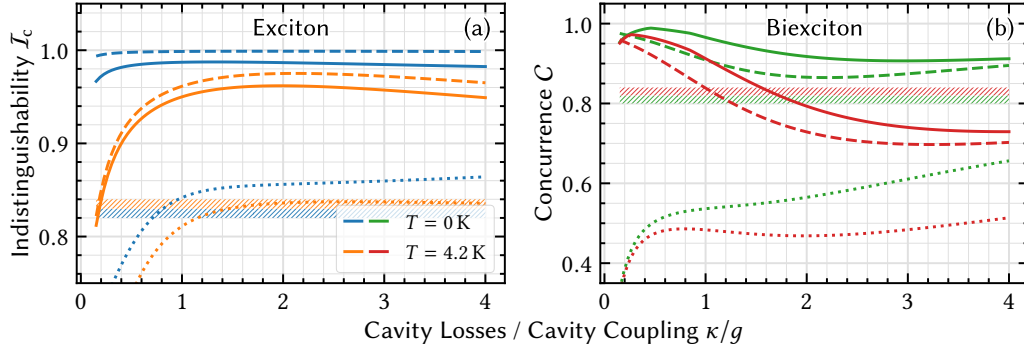 Exciton (a)
Biexciton (b)
Indistinguishability 𝓘c
1.0
0.9
0.8
0 1 2 3 4
T = 0 K
T = 4.2 K
Concurrence C
1.0
0.8
0.6
0.4
0 1 2 3 4
Cavity Losses / Cavity Coupling κ/g